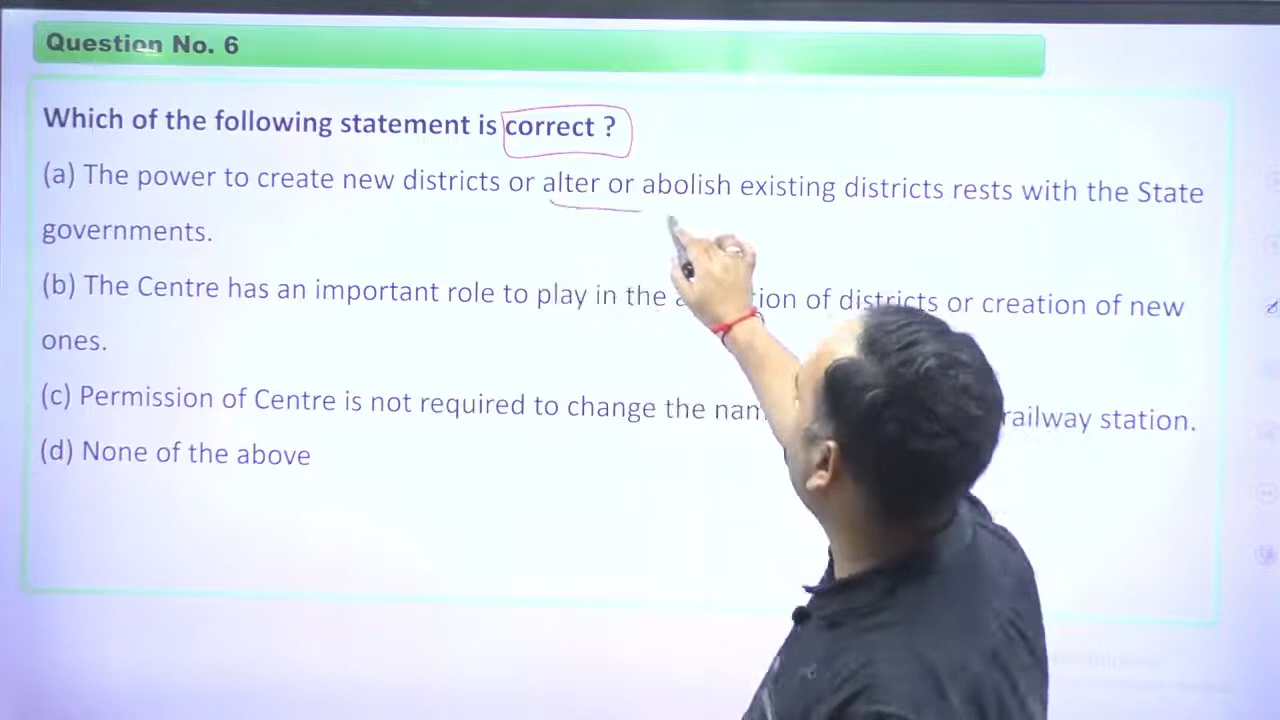 Question No. 6
Which of the following statement is correct ?
(a) The power to create new districts or alter or abolish existing districts rests with the State
governments.
(b) The Centre has an important role to play in the of districts or creation of new
ones.
(c) Permission of Centre is not required to change the railway station.
(d) None of the above